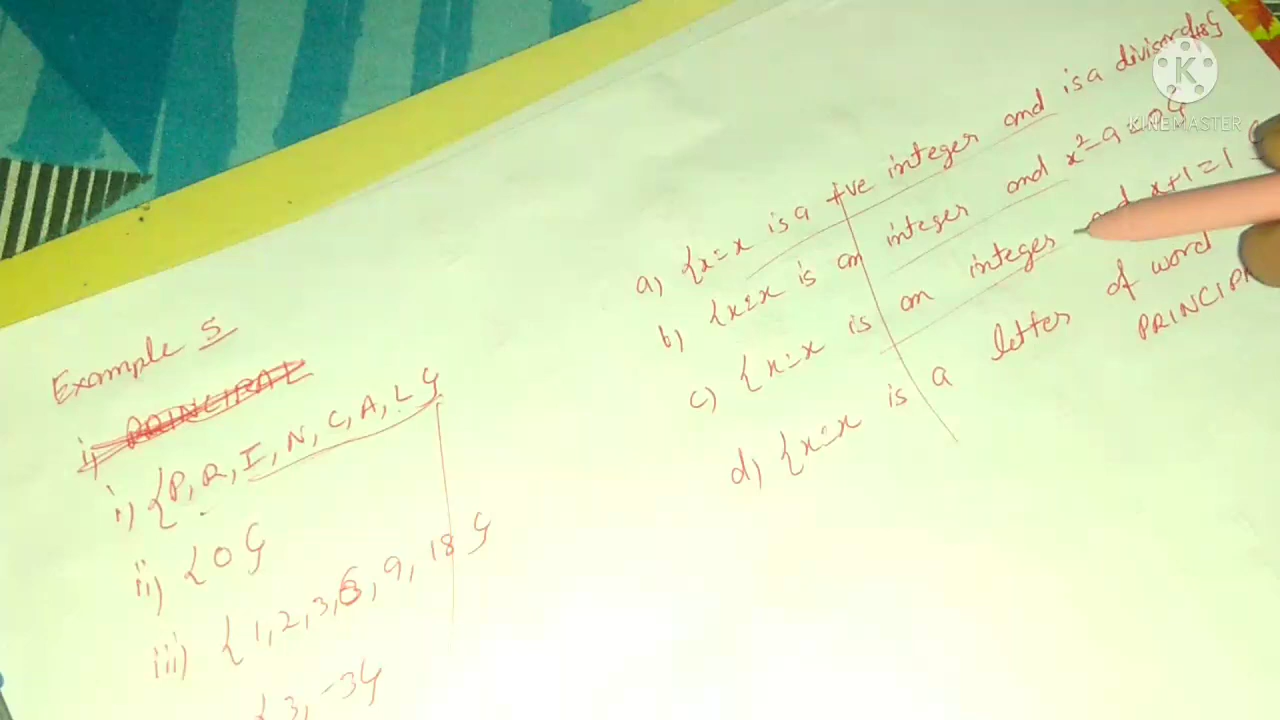 Example 5
i) PRINCIPAL
i) {P, R, I, N, C, A, L}
ii) {0}
iii) {1, 2, 3, 6, 9, 18}
{3, -3}
a) {x:x is a +ve integer and is a divisor of 18}
b) {x:x is an integer and x²-9=0}
c) {x:x is an integer and x+1=1
d) {x:x is a letter of word
PRINCIPA
K
KINEMASTER